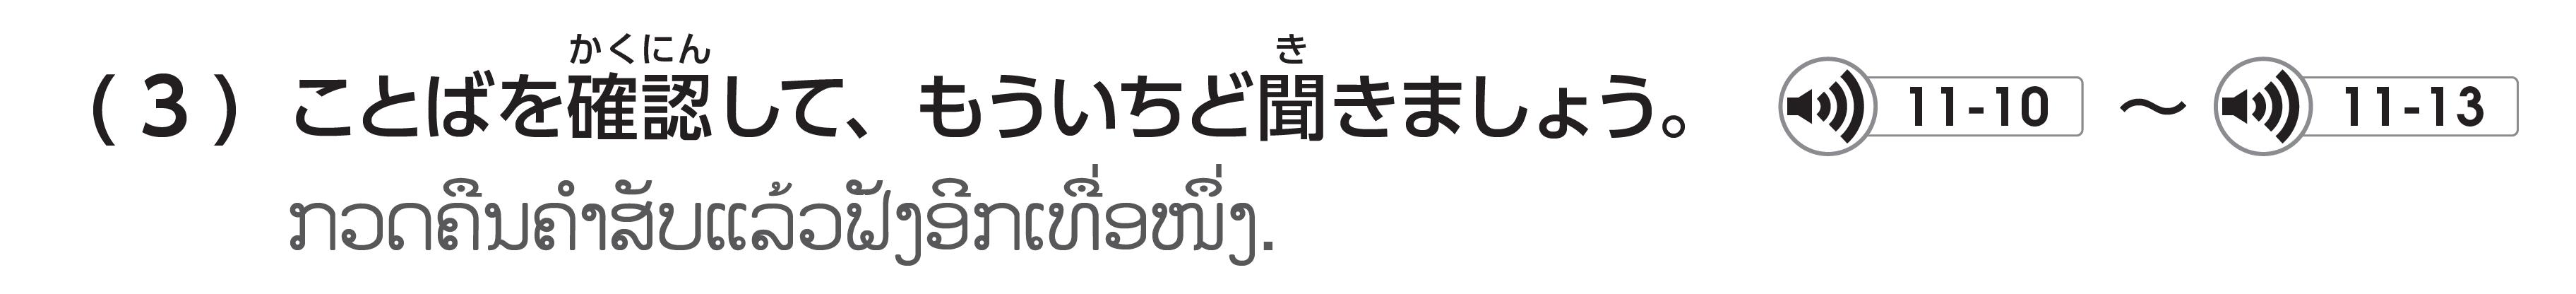 (3) ことばを確認して、もういちど聞きましょう。 11-10 ～ 11-13
かくにん き
ກວດຄືນຄຳສັບແລ້ວຟັງອີກເທື່ອໜຶ່ງ.